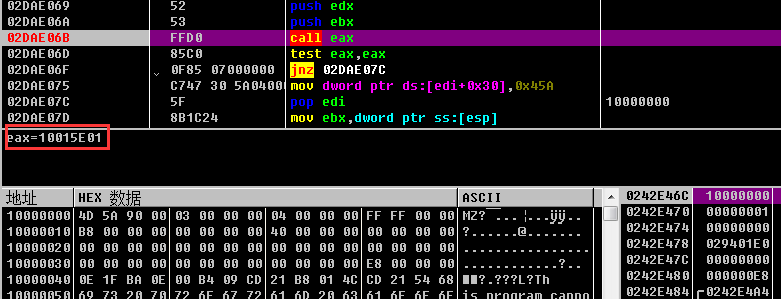 02DAE069 52 push edx
02DAE06A 53 push ebx
02DAE06B FFD0 call eax
02DAE06D 85C0 test eax,eax
02DAE06F 0F85 07000000 jnz 02DAE07C
02DAE075 C747 30 5A0400 mov dword ptr ds:[edi+0x30],0x45A
02DAE07C 5F pop edi 10000000
02DAE07D 8B1C24 mov ebx,dword ptr ss:[esp]
eax=10015E01
地址 HEX 数据 ASCII
10000000 4D 5A 90 00 03 00 00 00 04 00 00 00 FF FF 00 00 MZ?
10000010 B8 00 00 00 00 00 00 00 40 00 00 00 00 00 00 00 ?.......@.......
10000020 00 00 00 00 00 00 00 00 00 00 00 00 00 00 00 00 ................
10000030 00 00 00 00 00 00 00 00 00 00 00 00 E8 00 00 00 ............?..
10000040 0E 1F BA 0E 00 B4 09 CD 21 B8 01 4C CD 21 54 68 ?.???L?Th
10000050 69 73 20 70 72 6F 67 72 61 6D 20 63 61 6E 6E 6F is program canno
0242E46C 10000000
0242E470 00000001
0242E474 00000000
0242E478 029401E0
0242E47C 00000000
0242E480 000000E8
0242E484 0242E4A4